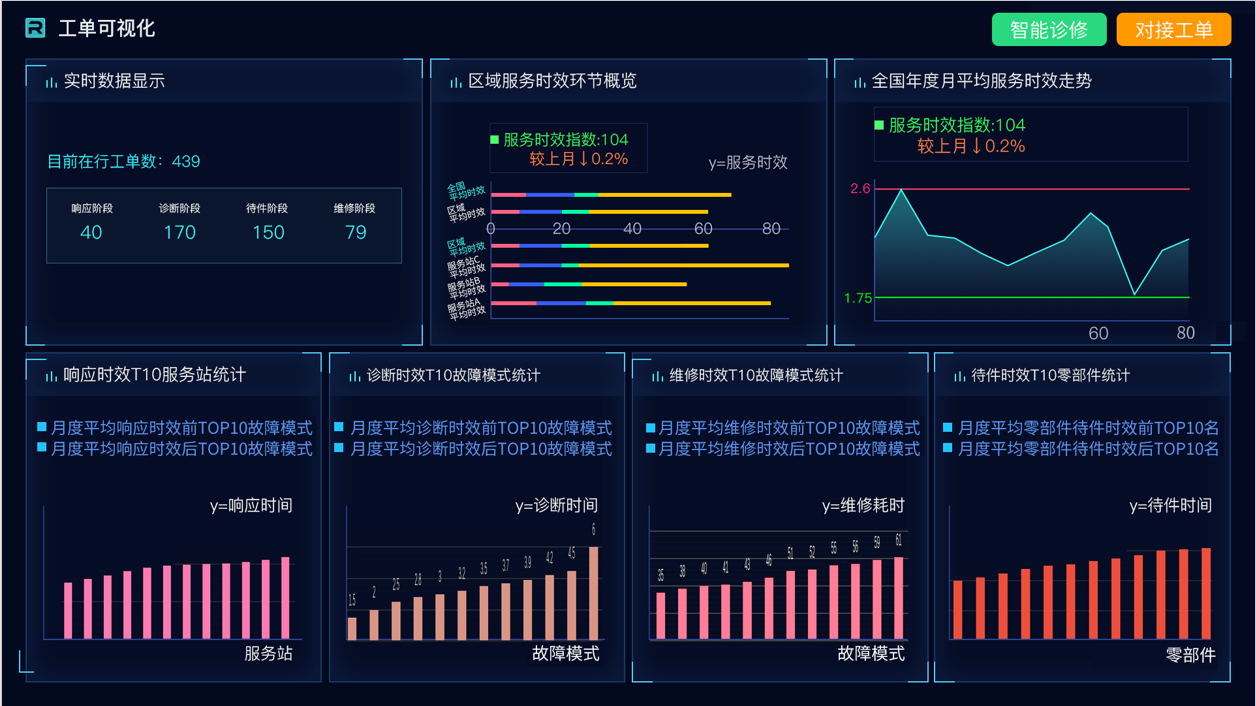 R 工单可视化
智能诊修
对接工单
实时数据显示
目前在行工单数：439
响应阶段 诊断阶段 待件阶段 维修阶段
40 170 150 79
区域服务时效环节概览
服务时效指数:104
较上月↓0.2%
y=服务时效
全国
平均时效
区域
平均时效
0 20 40 60 80
区域
平均时效
服务站C
平均时效
服务站B
平均时效
服务站A
平均时效
全国年度月平均服务时效走势
服务时效指数:104
较上月↓0.2%
2.6
1.75
60 80
响应时效T10服务站统计
月度平均响应时效前TOP10故障模式
月度平均响应时效后TOP10故障模式
y=响应时间
服务站
诊断时效T10故障模式统计
月度平均诊断时效前TOP10故障模式
月度平均诊断时效后TOP10故障模式
y=诊断时间
1.5 2 2.5 2.8 3 3.2 3.5 3.7 3.9 4.2 4.5 6
故障模式
维修时效T10故障模式统计
月度平均维修时效前TOP10故障模式
月度平均维修时效后TOP10故障模式
y=维修耗时
35 38 40 41 43 46 51 52 55 56 59 61
故障模式
待件时效T10零部件统计
月度平均零部件待件时效前TOP10名
月度平均零部件待件时效后TOP10名
y=待件时间
零部件